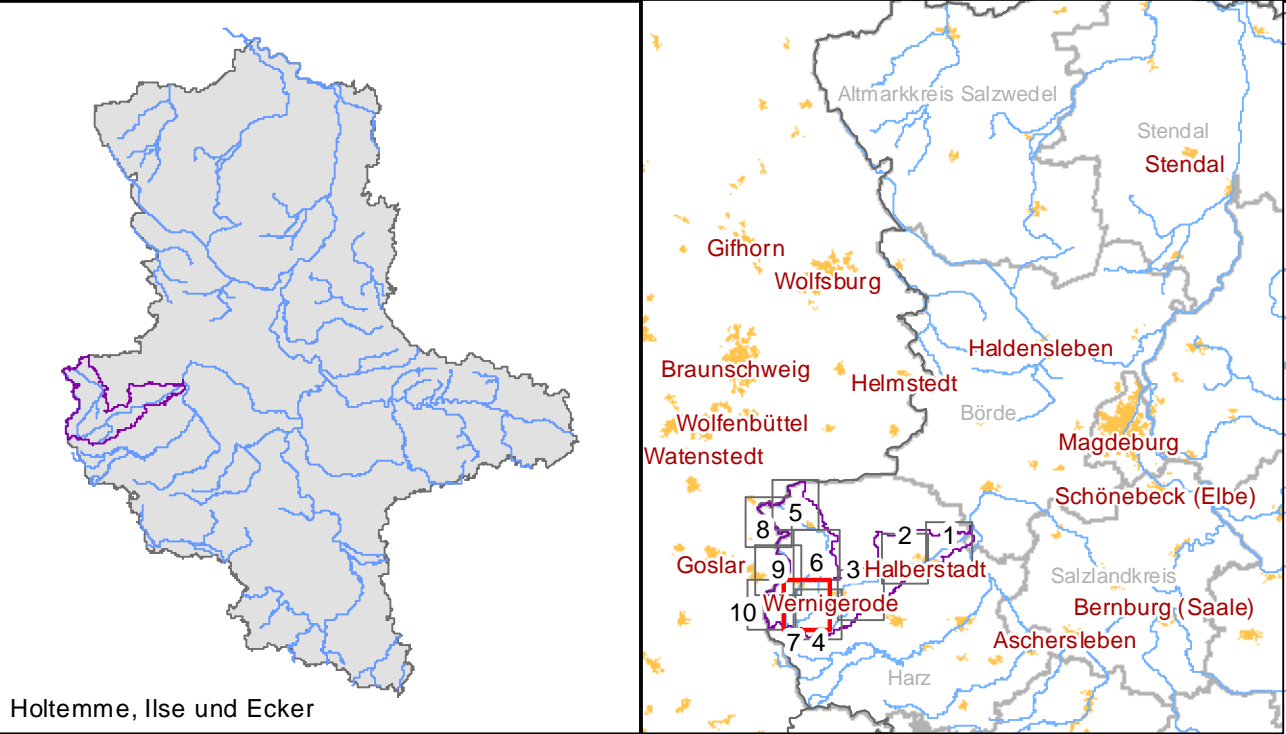 Holtemme, Ilse und Ecker
Altmarkkreis Salzwedel
Stendal
Stendal
Gifhorn
Wolfsburg
Haldensleben
Braunschweig
Helmstedt
Börde
Wolfenbüttel
Magdeburg
Watenstedt
Schönebeck (Elbe)
5
8
2
1
Goslar
9
6
3
Halberstadt
Salzlandkreis
10
Wernigerode
Bernburg (Saale)
7
4
Aschersleben
Harz